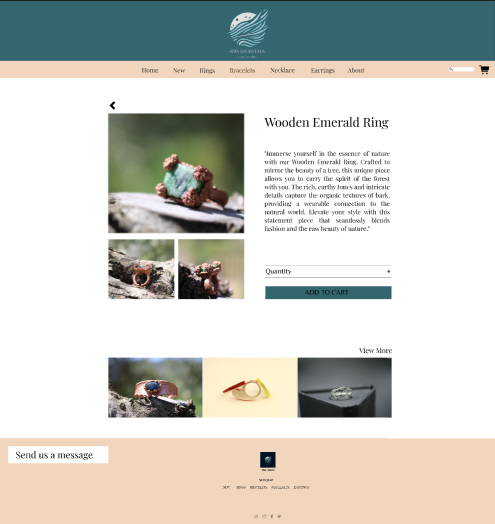 Home New Rings Bracelets Necklace Earrings About
Wooden Emerald Ring
"Immerse yourself in the essence of nature
with our Wooden Emerald Ring. Crafted to
mirror the beauty of a tree, this unique piece
allows you to carry the spirit of the forest
with you. The rich, earthy tones and intricate
details capture the organic textures of bark,
providing a wearable connection to the
natural world. Elevate your style with this
statement piece that seamlessly blends
fashion and the raw beauty of nature."
Quantity +
ADD TO CART
View More
Send us a message